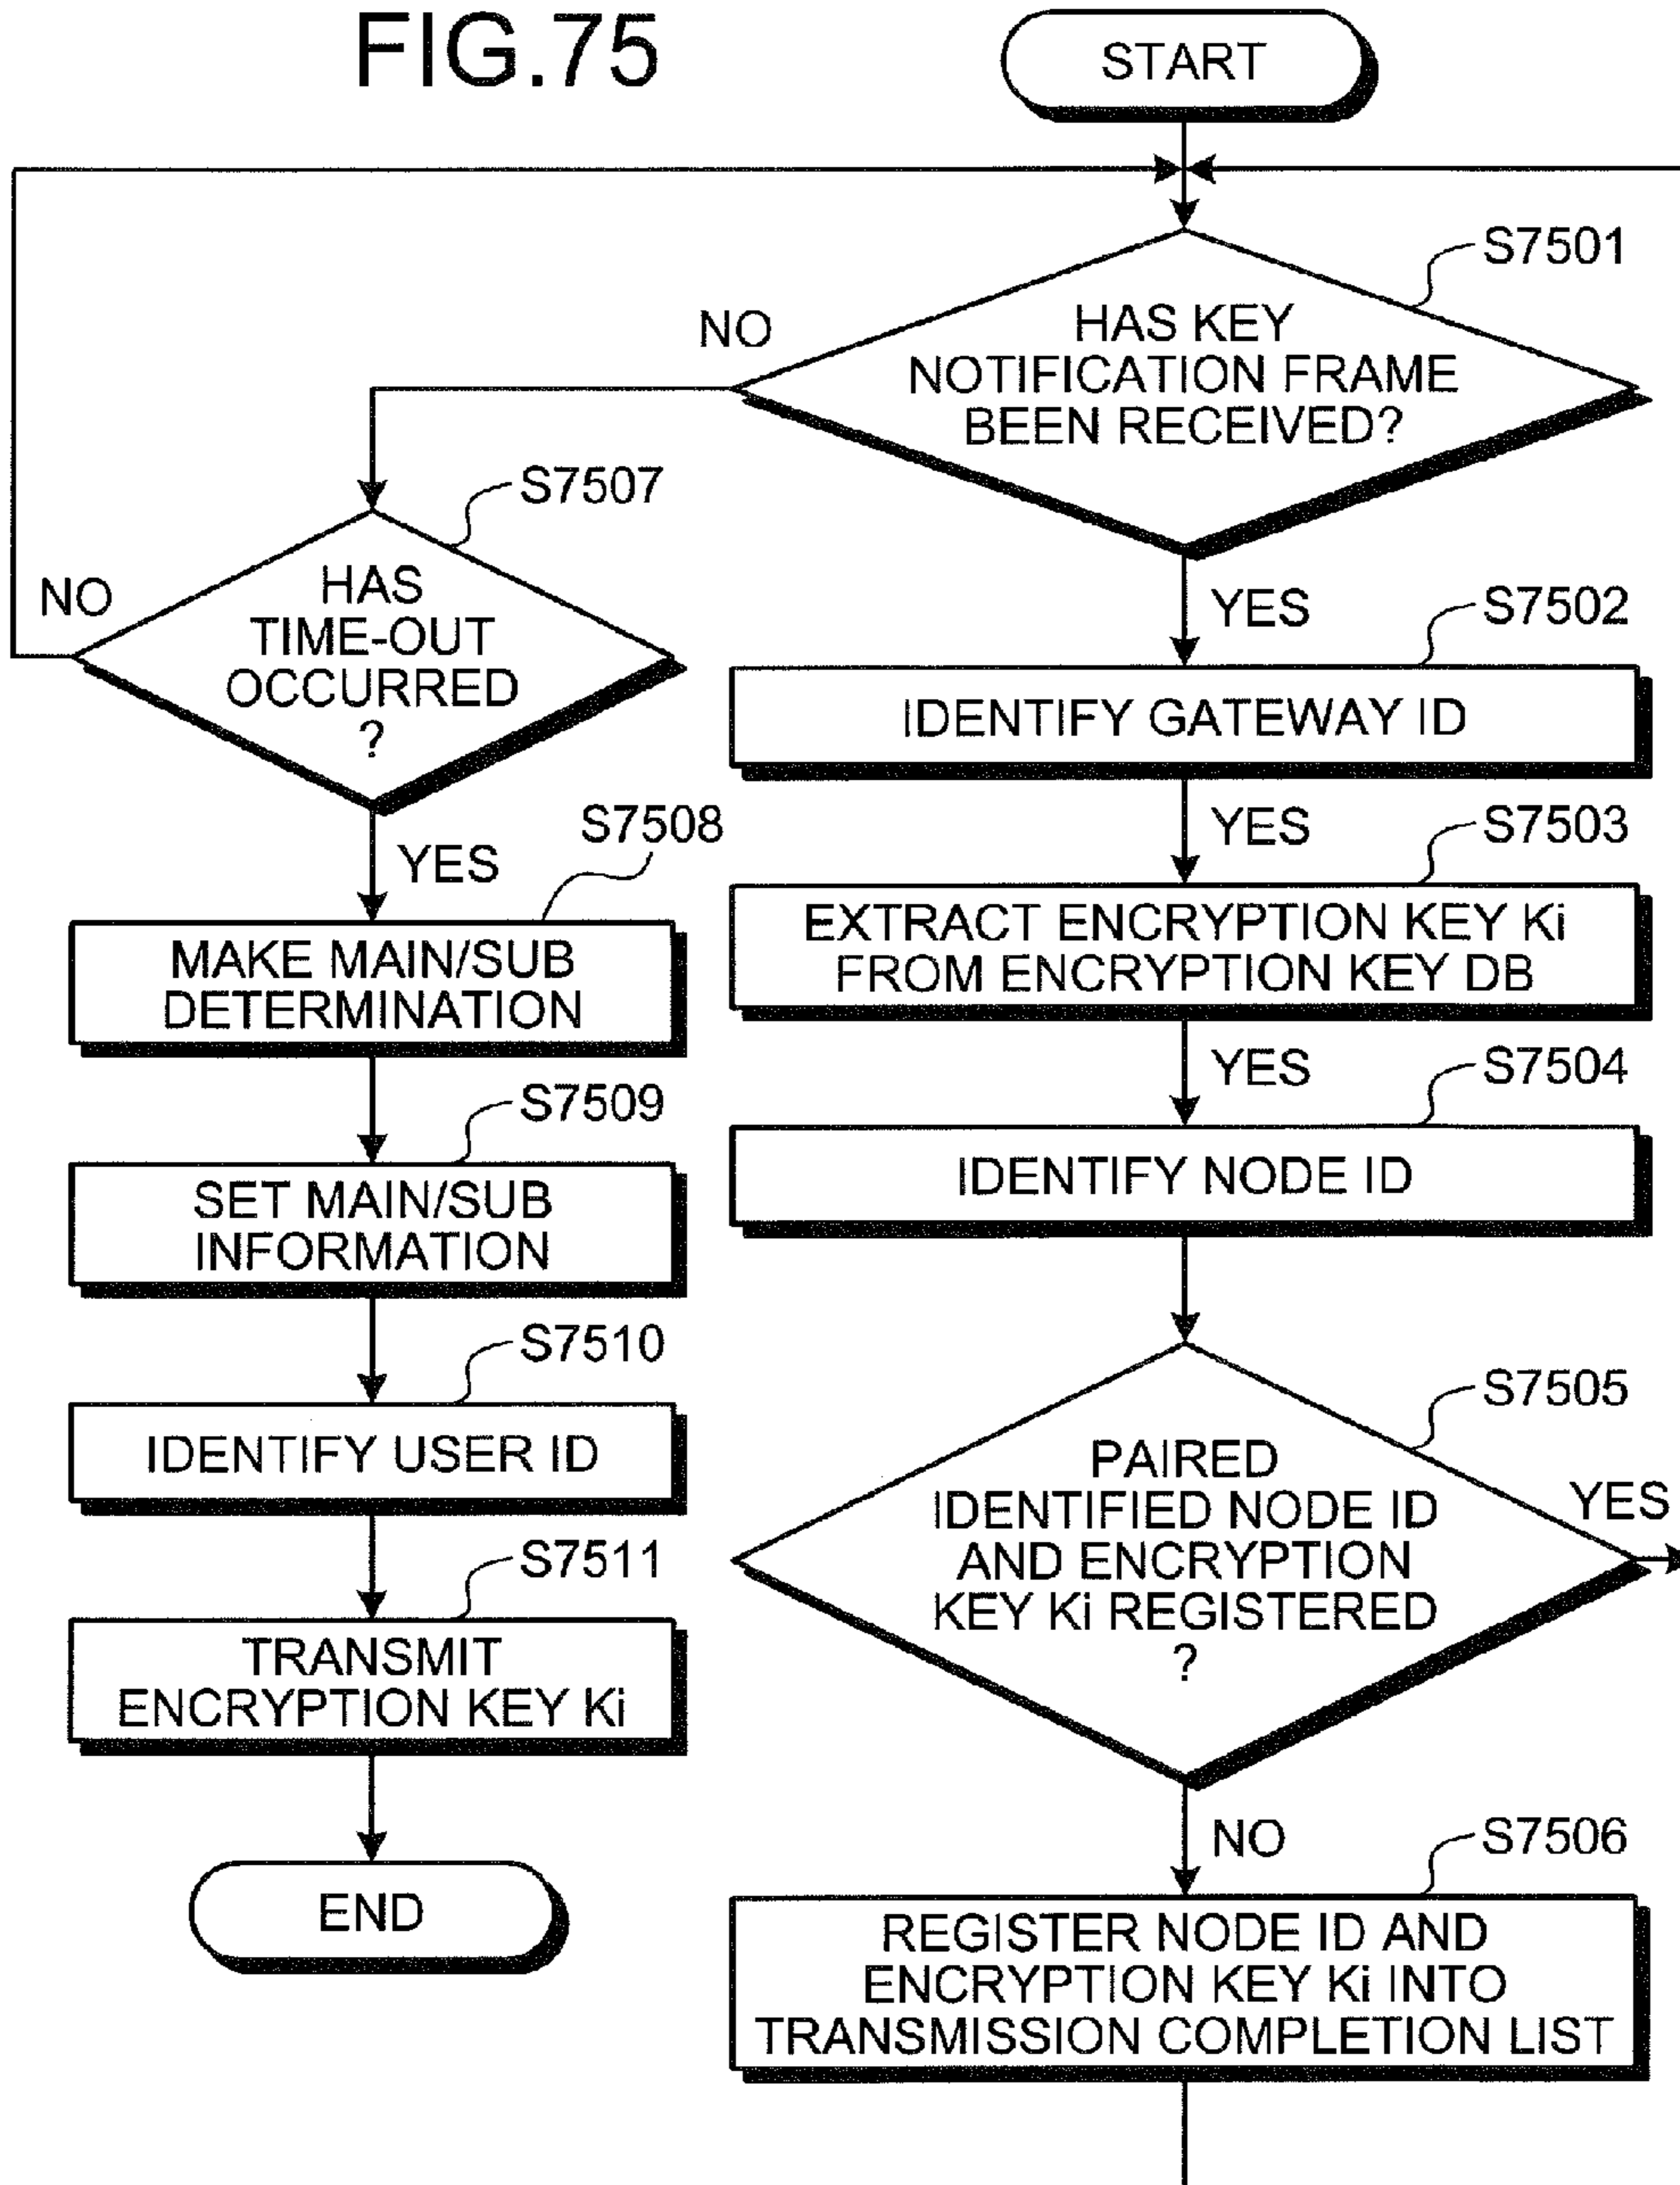 FIG.75
START
S7501
HAS KEY
NOTIFICATION FRAME
BEEN RECEIVED?
NO
YES
S7502
IDENTIFY GATEWAY ID
YES
S7503
EXTRACT ENCRYPTION KEY Ki
FROM ENCRYPTION KEY DB
YES
S7504
IDENTIFY NODE ID
S7505
PAIRED
IDENTIFIED NODE ID
AND ENCRYPTION
KEY Ki REGISTERED
?
YES
NO
S7506
REGISTER NODE ID AND
ENCRYPTION KEY Ki INTO
TRANSMISSION COMPLETION LIST
S7507
HAS
TIME-OUT
OCCURRED
?
NO
YES
S7508
MAKE MAIN/SUB
DETERMINATION
S7509
SET MAIN/SUB
INFORMATION
S7510
IDENTIFY USER ID
S7511
TRANSMIT
ENCRYPTION KEY Ki
END